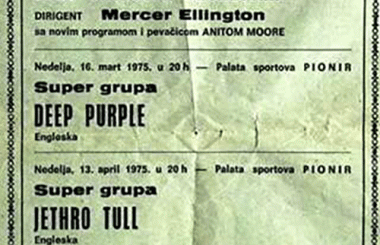 DIRIGENT Mercer Ellington
sa novim programom i pevačicom ANITOM MOORE
Nedelja, 16. mart 1975. u 20 h — Palata sportova PIONIR
Super grupa
DEEP PURPLE
Engleska
Nedelja, 13. april 1975. u 20 h — Palata sportova PIONIR
Super grupa
JETHRO TULL
Engleska